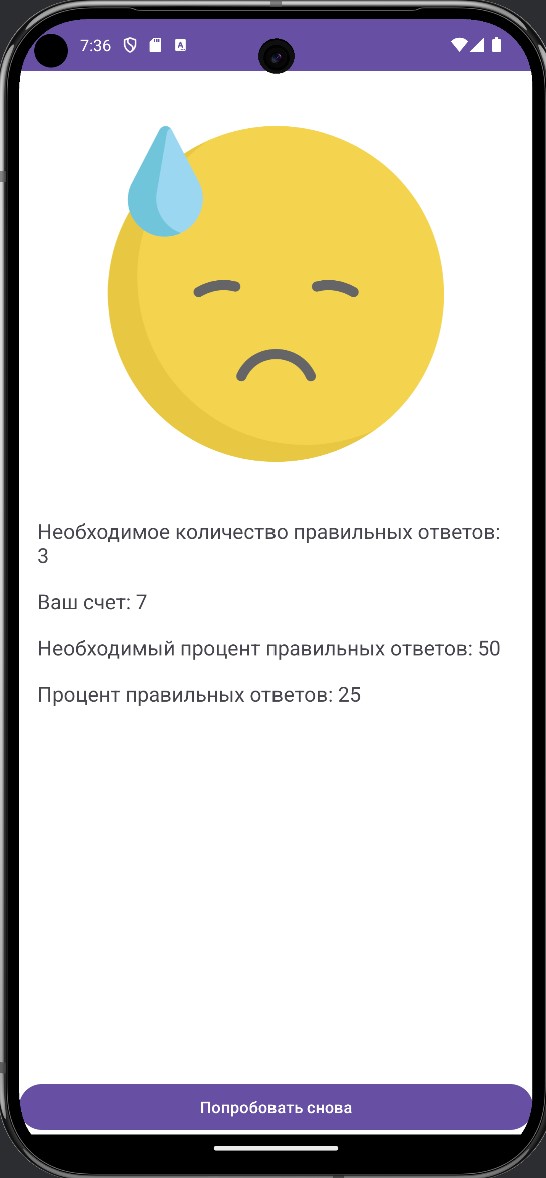 7:36
Необходимое количество правильных ответов:
3
Ваш счет: 7
Необходимый процент правильных ответов: 50
Процент правильных ответов: 25
Попробовать снова